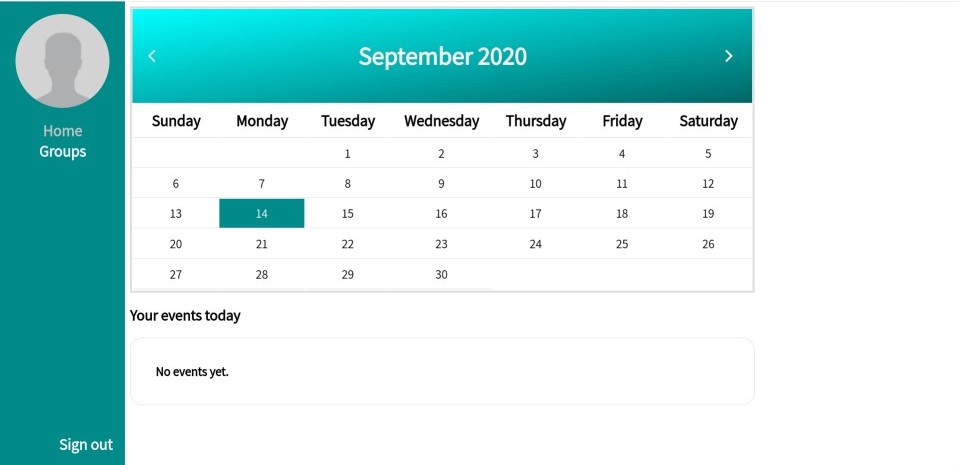 Home
Groups
Sign out
September 2020
Sunday Monday Tuesday Wednesday Thursday Friday Saturday
1 2 3 4 5
6 7 8 9 10 11 12
13 14 15 16 17 18 19
20 21 22 23 24 25 26
27 28 29 30
Your events today
No events yet.